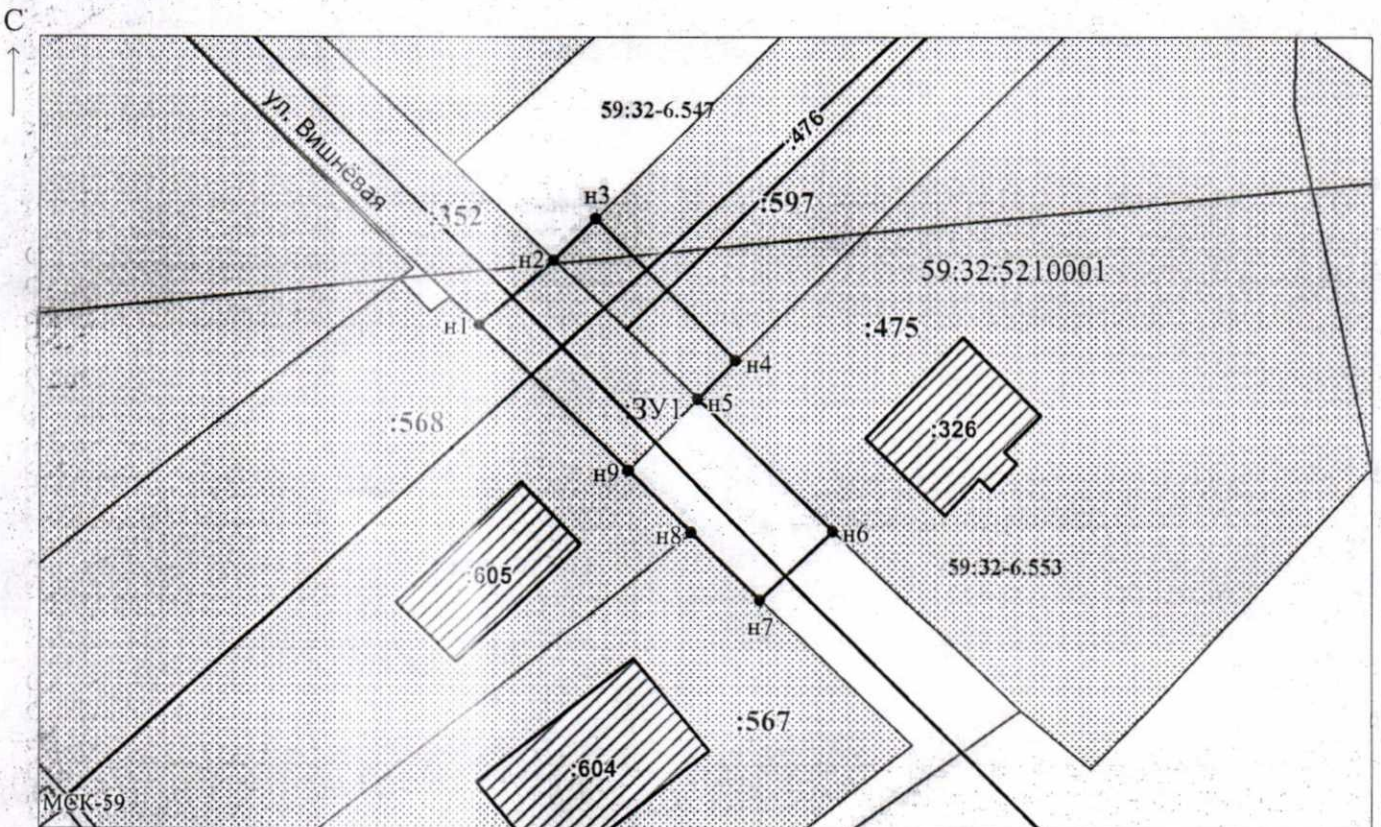 С
59:32-6.547
:476
ул. Вишнёвая
н3
:597
:352
н2
59:32:5210001
н1
:475
н4
:ЗУ1
н5
:568
:326
н9
н8
н6
59:32-6.553
:605
н7
:567
:604
МСК-59